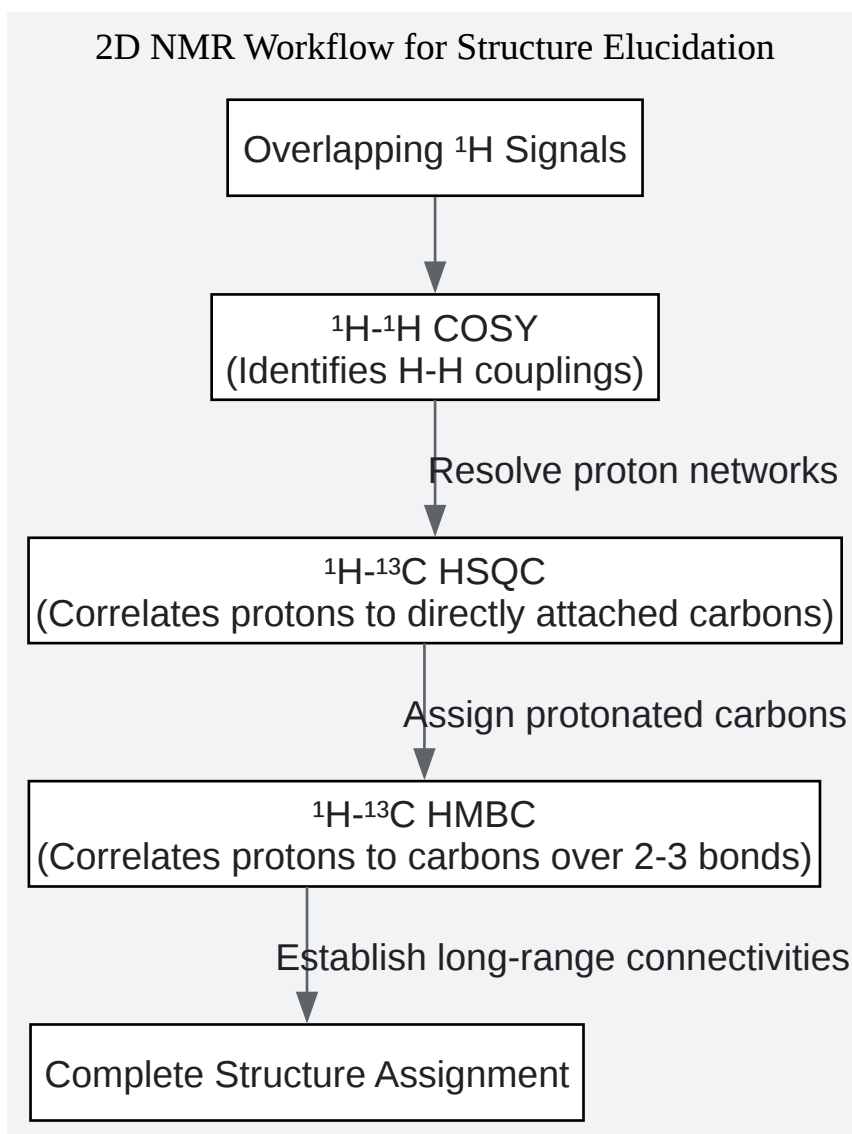 2D NMR Workflow for Structure Elucidation
Overlapping ¹H Signals
¹H-¹H COSY
(Identifies H-H couplings)
Resolve proton networks
¹H-¹³C HSQC
(Correlates protons to directly attached carbons)
Assign protonated carbons
¹H-¹³C HMBC
(Correlates protons to carbons over 2-3 bonds)
Establish long-range connectivities
Complete Structure Assignment